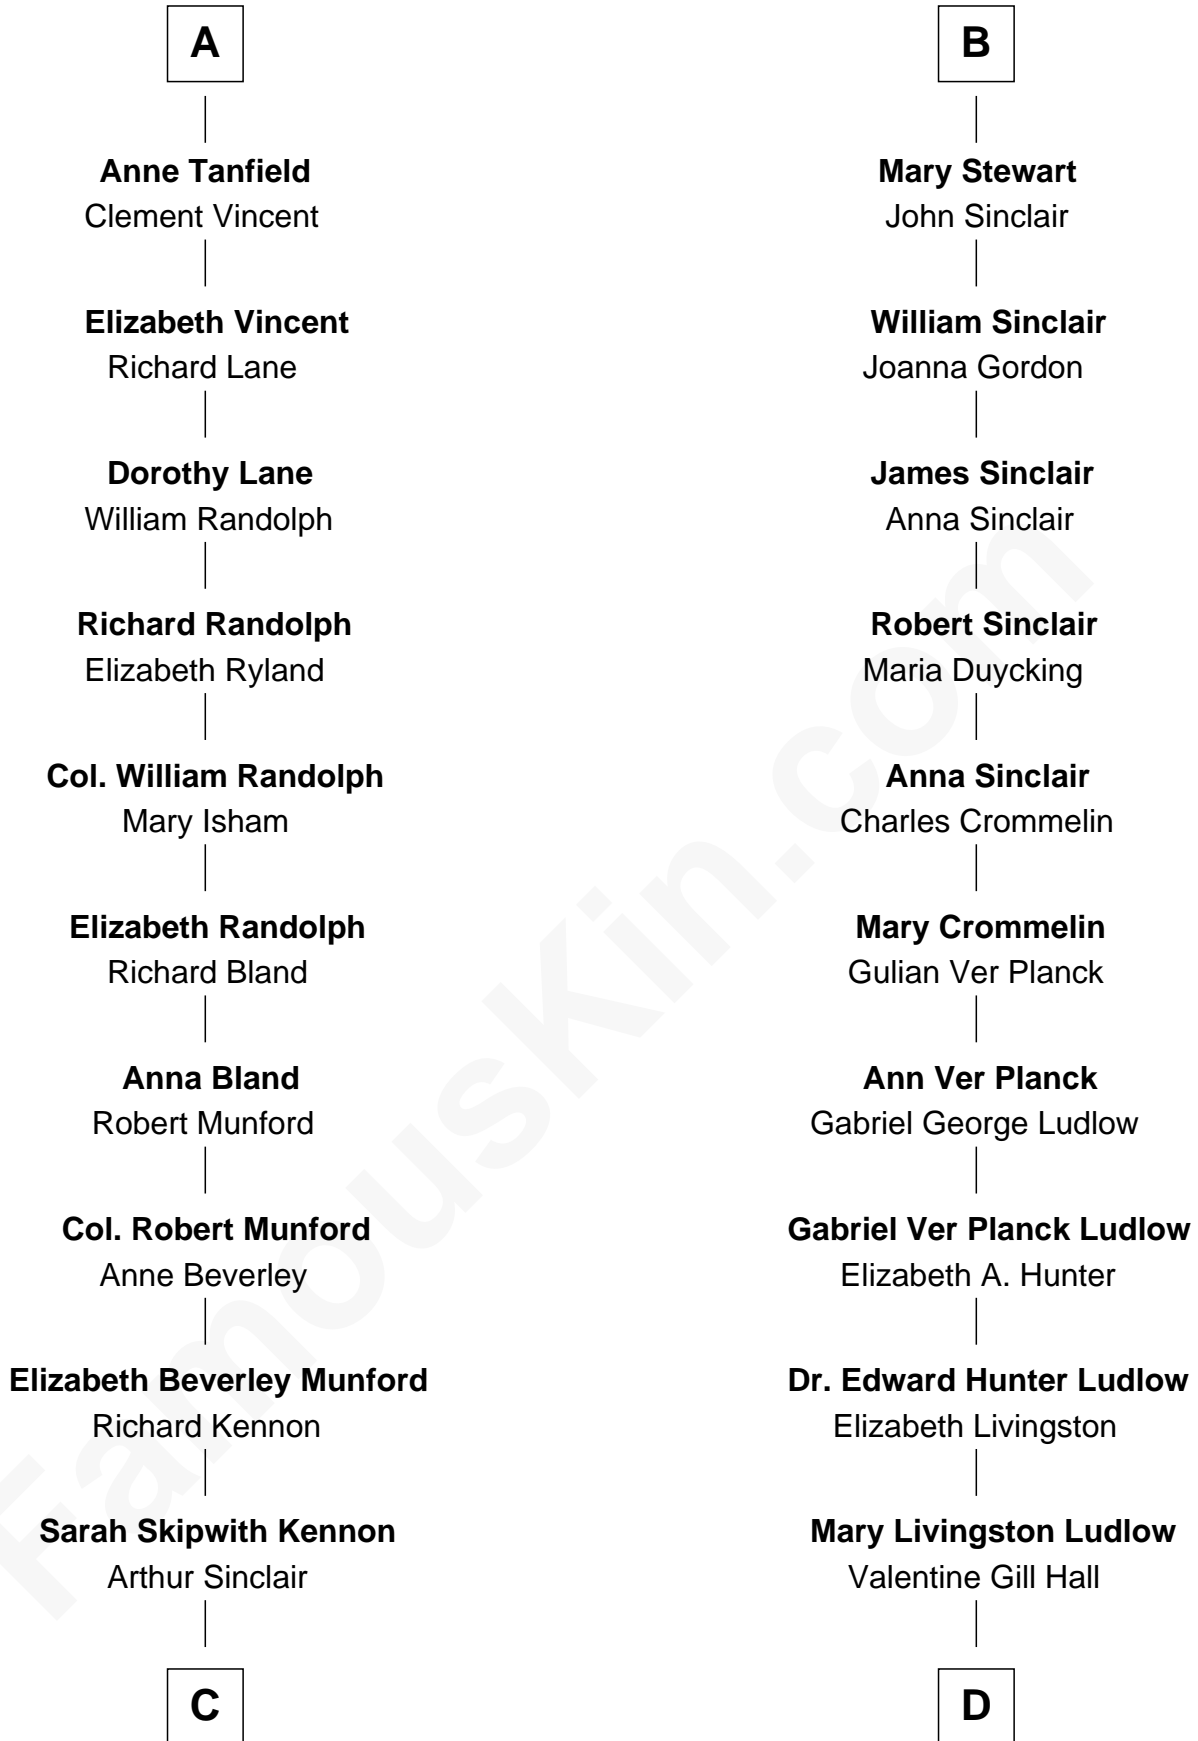 A
Anne Tanfield
Clement Vincent
Elizabeth Vincent
Richard Lane
Dorothy Lane
William Randolph
Richard Randolph
Elizabeth Ryland
Col. William Randolph
Mary Isham
Elizabeth Randolph
Richard Bland
Anna Bland
Robert Munford
Col. Robert Munford
Anne Beverley
Elizabeth Beverley Munford
Richard Kennon
Sarah Skipwith Kennon
Arthur Sinclair
C
B
Mary Stewart
John Sinclair
William Sinclair
Joanna Gordon
James Sinclair
Anna Sinclair
Robert Sinclair
Maria Duycking
Anna Sinclair
Charles Crommelin
Mary Crommelin
Gulian Ver Planck
Ann Ver Planck
Gabriel George Ludlow
Gabriel Ver Planck Ludlow
Elizabeth A. Hunter
Dr. Edward Hunter Ludlow
Elizabeth Livingston
Mary Livingston Ludlow
Valentine Gill Hall
D
FamousKin.com